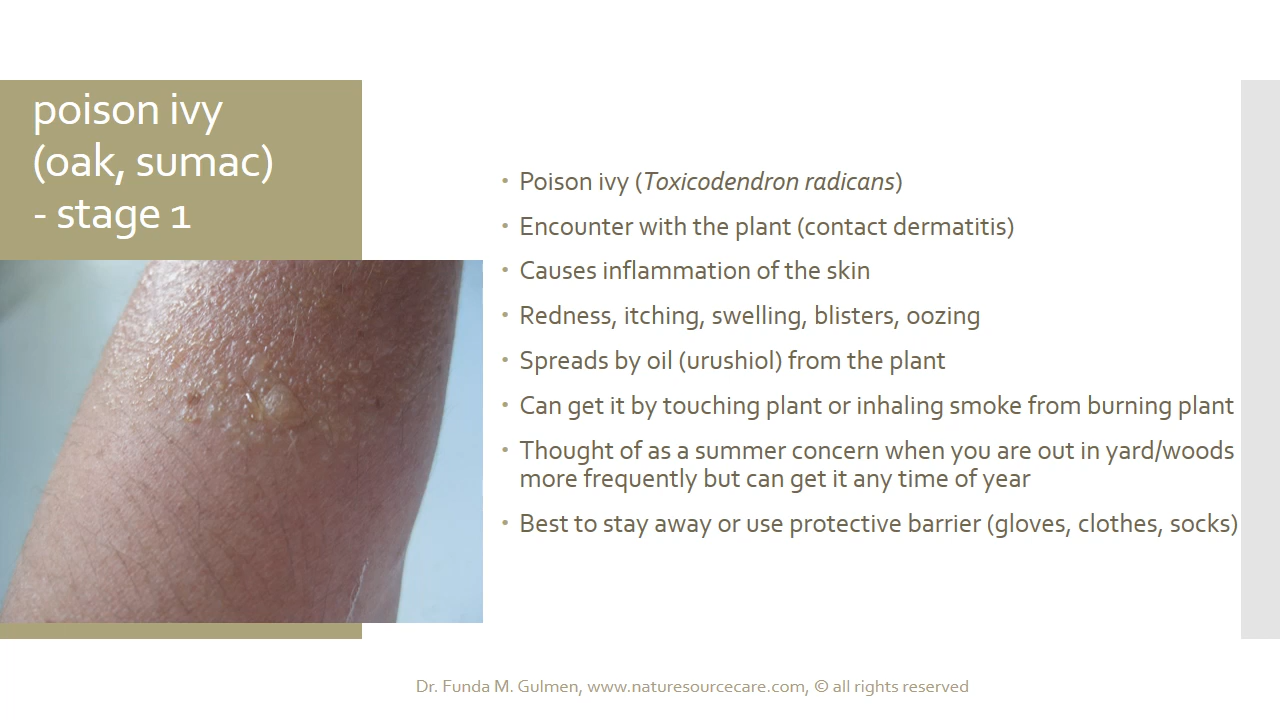 poison ivy
(oak, sumac)
- stage 1
• Poison ivy (Toxicodendron radicans)
• Encounter with the plant (contact dermatitis)
• Causes inflammation of the skin
• Redness, itching, swelling, blisters, oozing
• Spreads by oil (urushiol) from the plant
• Can get it by touching plant or inhaling smoke from burning plant
• Thought of as a summer concern when you are out in yard/woods
more frequently but can get it any time of year
• Best to stay away or use protective barrier (gloves, clothes, socks)
Dr. Funda M. Gulmen, www.naturesourcecare.com, © all rights reserved